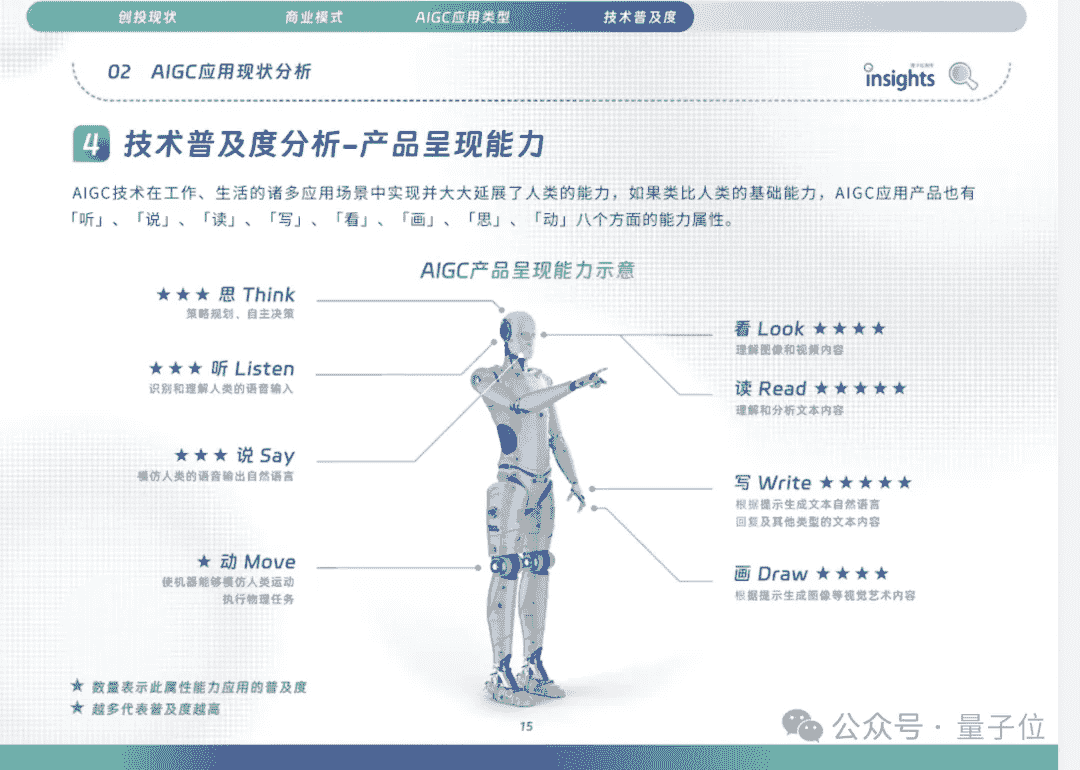 创投现状 商业模式 AIGC应用类型 技术普及度
02 AIGC应用现状分析
insights
4 技术普及度分析-产品呈现能力
AIGC技术在工作、生活的诸多应用场景中实现并大大延展了人类的能力，如果类比人类的基础能力，AIGC应用产品也有
「听」、「说」、「读」、「写」、「看」、「画」、「思」、「动」八个方面的能力属性。
AIGC产品呈现能力示意
★★★ 思 Think
策略规划、自主决策
★★★ 听 Listen
识别和理解人类的语音输入
★★★ 说 Say
模仿人类的语音输出自然语言
★ 动 Move
使机器能够模仿人类运动
执行物理任务
看 Look ★★★★
理解图像和视频内容
读 Read ★★★★★
理解和分析文本内容
写 Write ★★★★★
根据提示生成文本自然语言
回复及其他类型的文本内容
画 Draw ★★★★
根据提示生成图像等视觉艺术内容
★ 数量表示此属性能力应用的普及度
★ 越多代表普及度越高
15
公众号·量子位